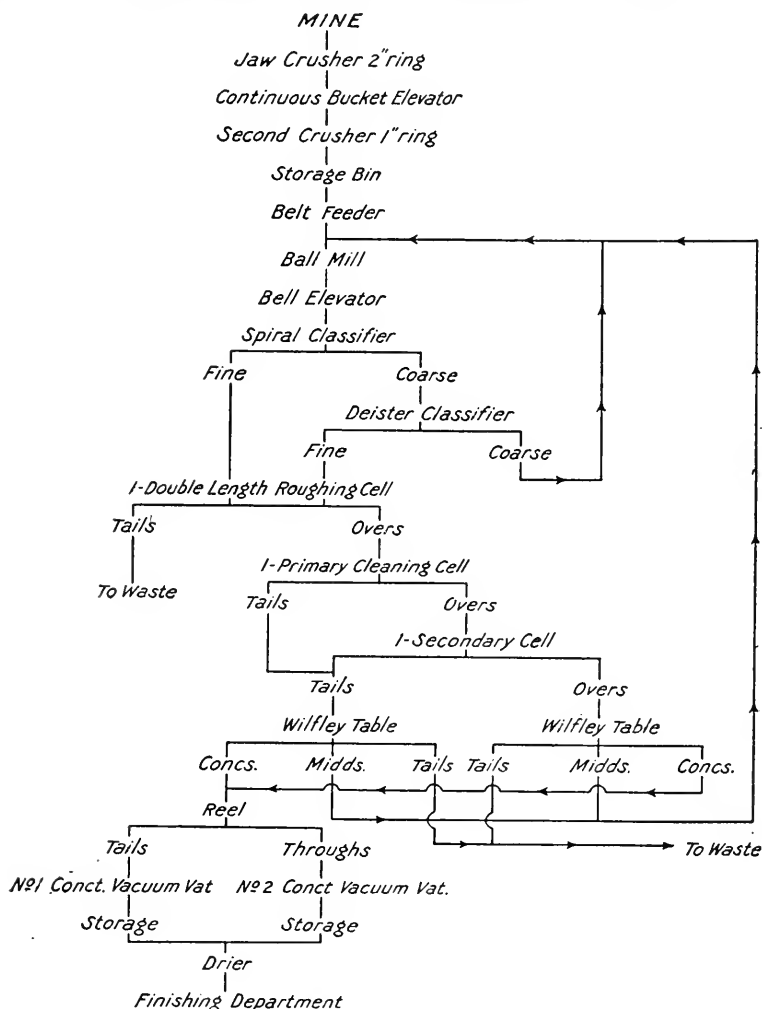 MINE
Jaw Crusher 2" ring
Continuous Bucket Elevator
Second Crusher 1" ring
Storage Bin
Belt Feeder
Ball Mill
Bell Elevator
Spiral Classifier
Fine Coarse
Deister Classifier
Fine Coarse
1-Double Length Roughing Cell
Tails Overs
1-Primary Cleaning Cell
To Waste Tails Overs
1-Secondary Cell
Tails Overs
Wilfley Table Wilfley Table
Concs. Midds. Tails Tails Midds. Concs.
Reel
Tails Throughs To Waste
Nº1 Conct. Vacuum Vat Nº2 Conct Vacuum Vat.
Storage Storage
Drier
Finishing Department